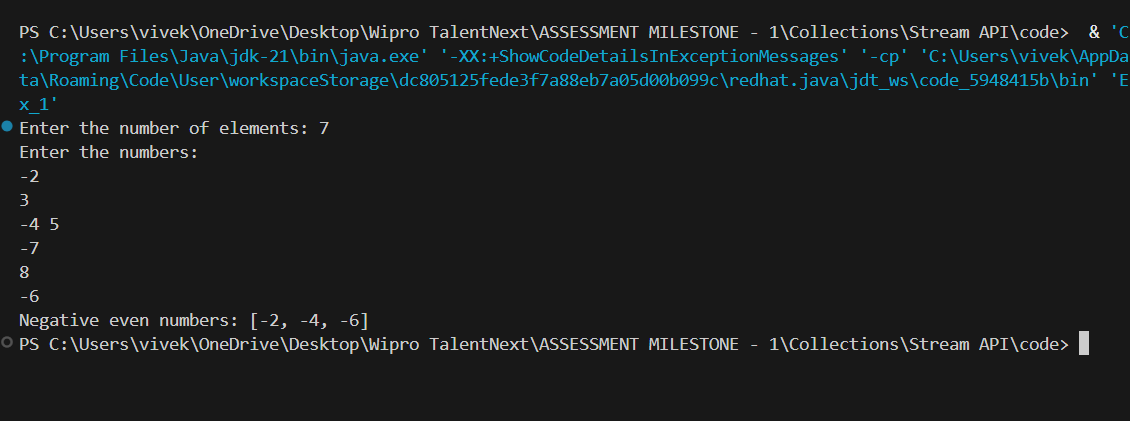 PS C:\Users\vivek\OneDrive\Desktop\Wipro TalentNext\ASSESSMENT MILESTONE - 1\Collections\Stream API\code>  & 'C
:\Program Files\Java\jdk-21\bin\java.exe' '-XX:+ShowCodeDetailsInExceptionMessages' '-cp' 'C:\Users\vivek\AppDa
ta\Roaming\Code\User\workspaceStorage\dc805125fede3f7a88eb7a05d00b099c\redhat.java\jdt_ws\code_5948415b\bin' 'E
x_1'
Enter the number of elements: 7
Enter the numbers:
-2
3
-4 5
-7
8
-6
Negative even numbers: [-2, -4, -6]
PS C:\Users\vivek\OneDrive\Desktop\Wipro TalentNext\ASSESSMENT MILESTONE - 1\Collections\Stream API\code>